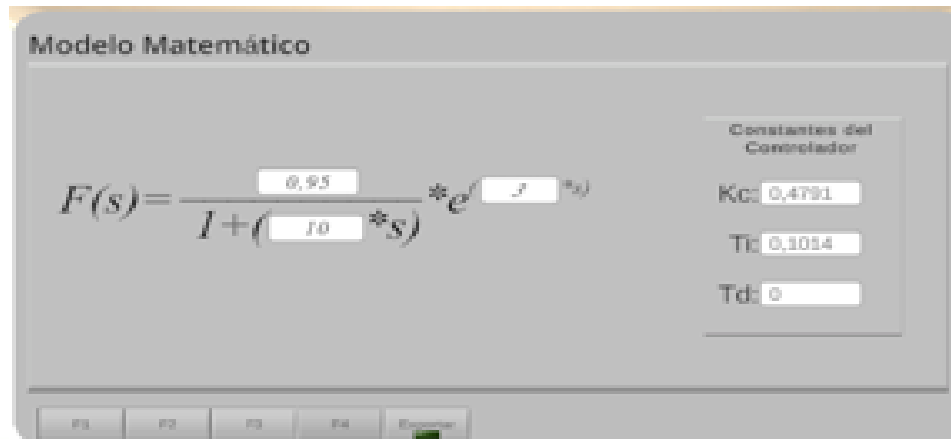 Modelo Matemático
F(s)=
0,95
1+(
10
*s)
*e(
*s)
Constantes del
Controlador
Kc: 0,4791
Ti: 0,1014
Td: 0
F1
F2
F3
F4
Exportar